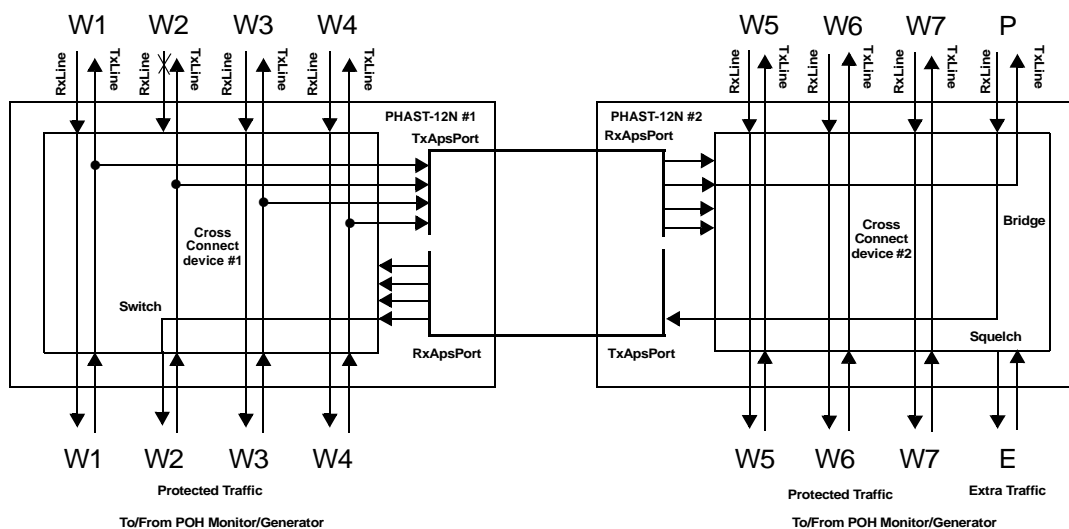 W1 W2 W3 W4 W5 W6 W7 P
RxLine TxLine RxLine TxLine RxLine TxLine RxLine TxLine RxLine TxLine RxLine TxLine RxLine TxLine RxLine TxLine
PHAST-12N #1
TxApsPort
PHAST-12N #2
RxApsPort
Cross
Connect
device #1
Cross
Connect
device #2
Bridge
Switch
Squelch
RxApsPort
TxApsPort
W1 W2 W3 W4 W5 W6 W7 E
Protected Traffic
Protected Traffic
Extra Traffic
To/From POH Monitor/Generator
To/From POH Monitor/Generator